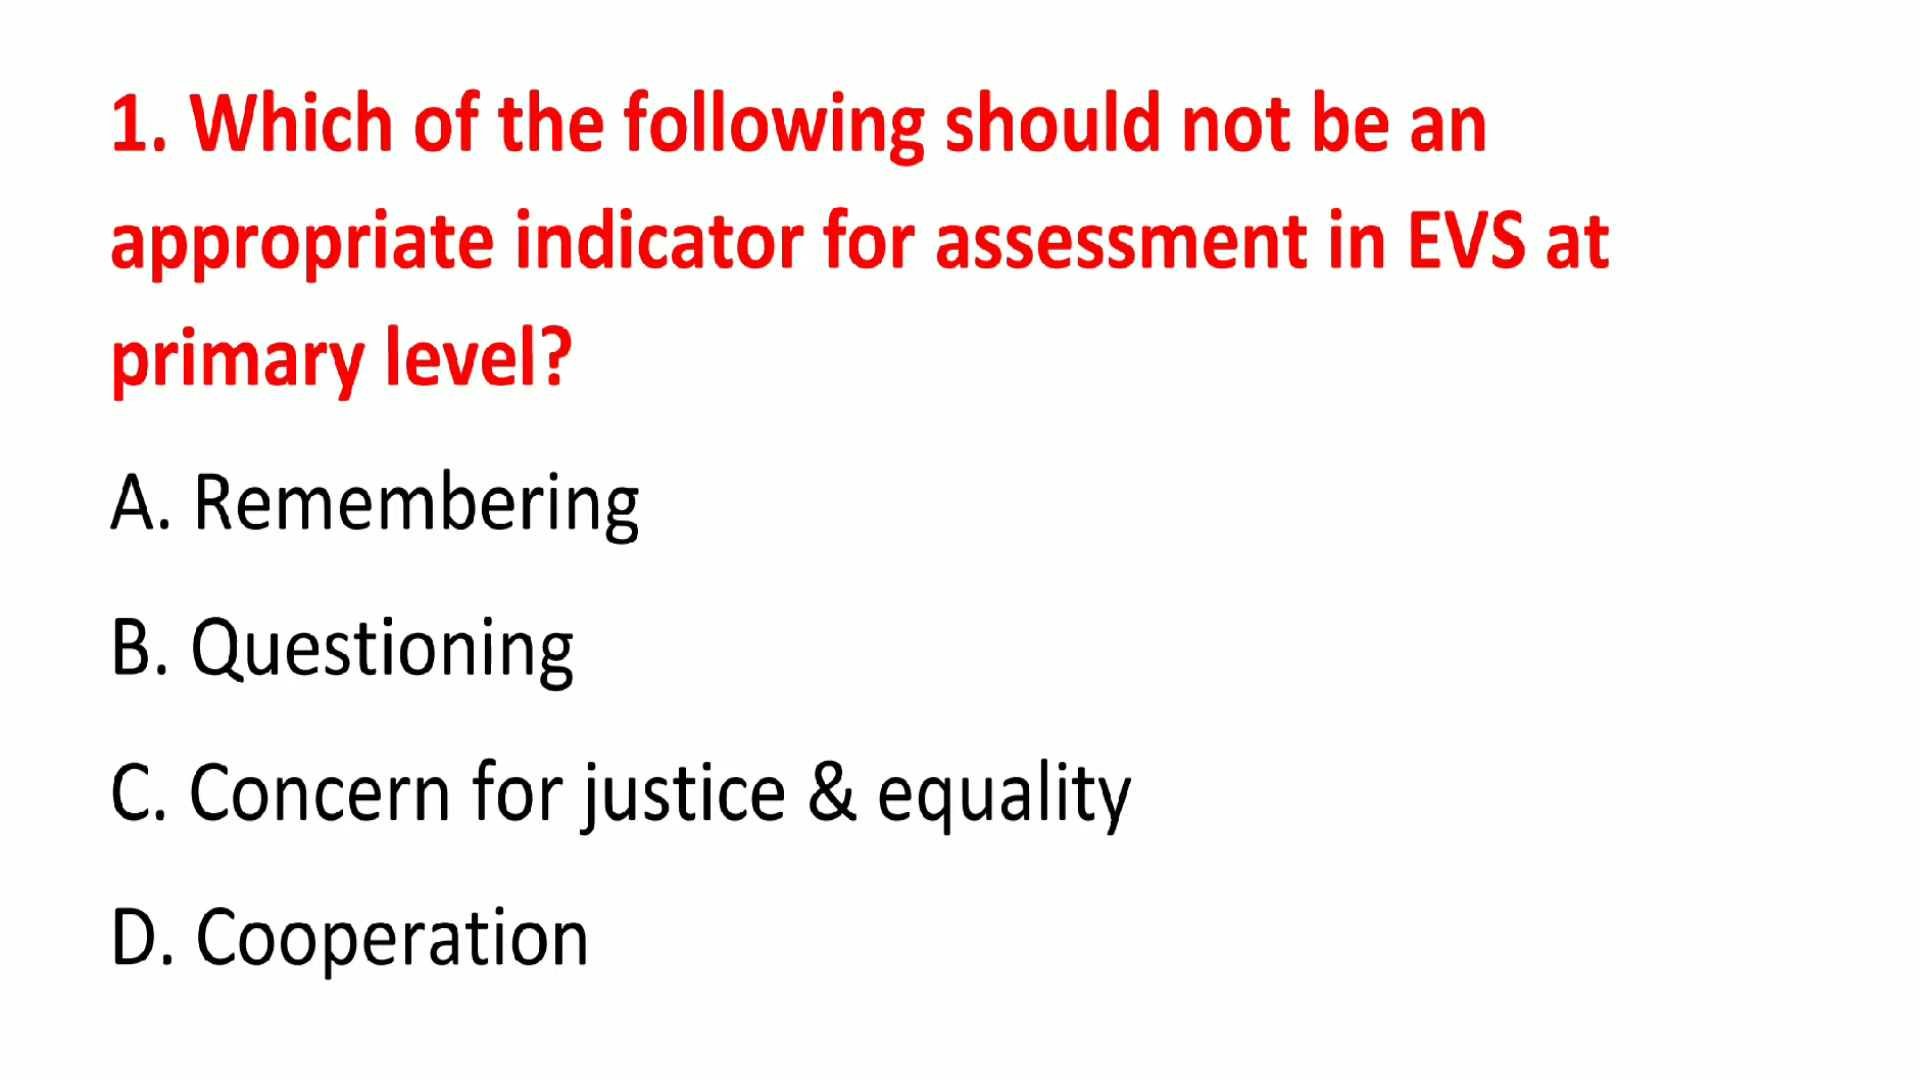 1. Which of the following should not be an
appropriate indicator for assessment in EVS at
primary level?
A. Remembering
B. Questioning
C. Concern for justice & equality
D. Cooperation